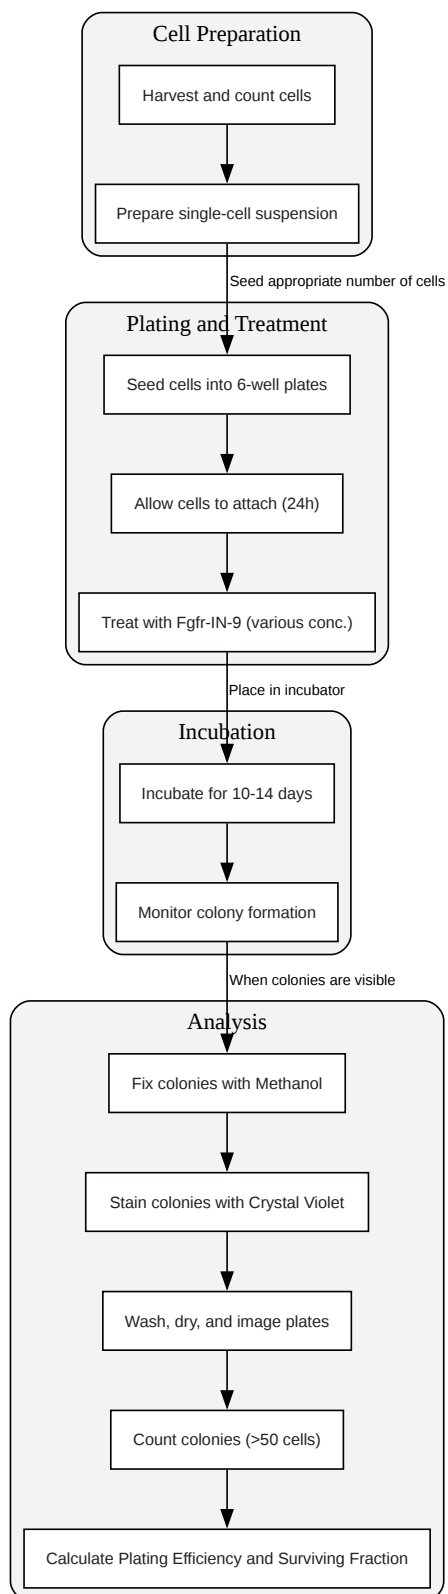 Cell Preparation
Harvest and count cells
Prepare single-cell suspension
Seed appropriate number of cells
Plating and Treatment
Seed cells into 6-well plates
Allow cells to attach (24h)
Treat with Fgfr-IN-9 (various conc.)
Place in incubator
Incubation
Incubate for 10-14 days
Monitor colony formation
When colonies are visible
Analysis
Fix colonies with Methanol
Stain colonies with Crystal Violet
Wash, dry, and image plates
Count colonies (>50 cells)
Calculate Plating Efficiency and Surviving Fraction